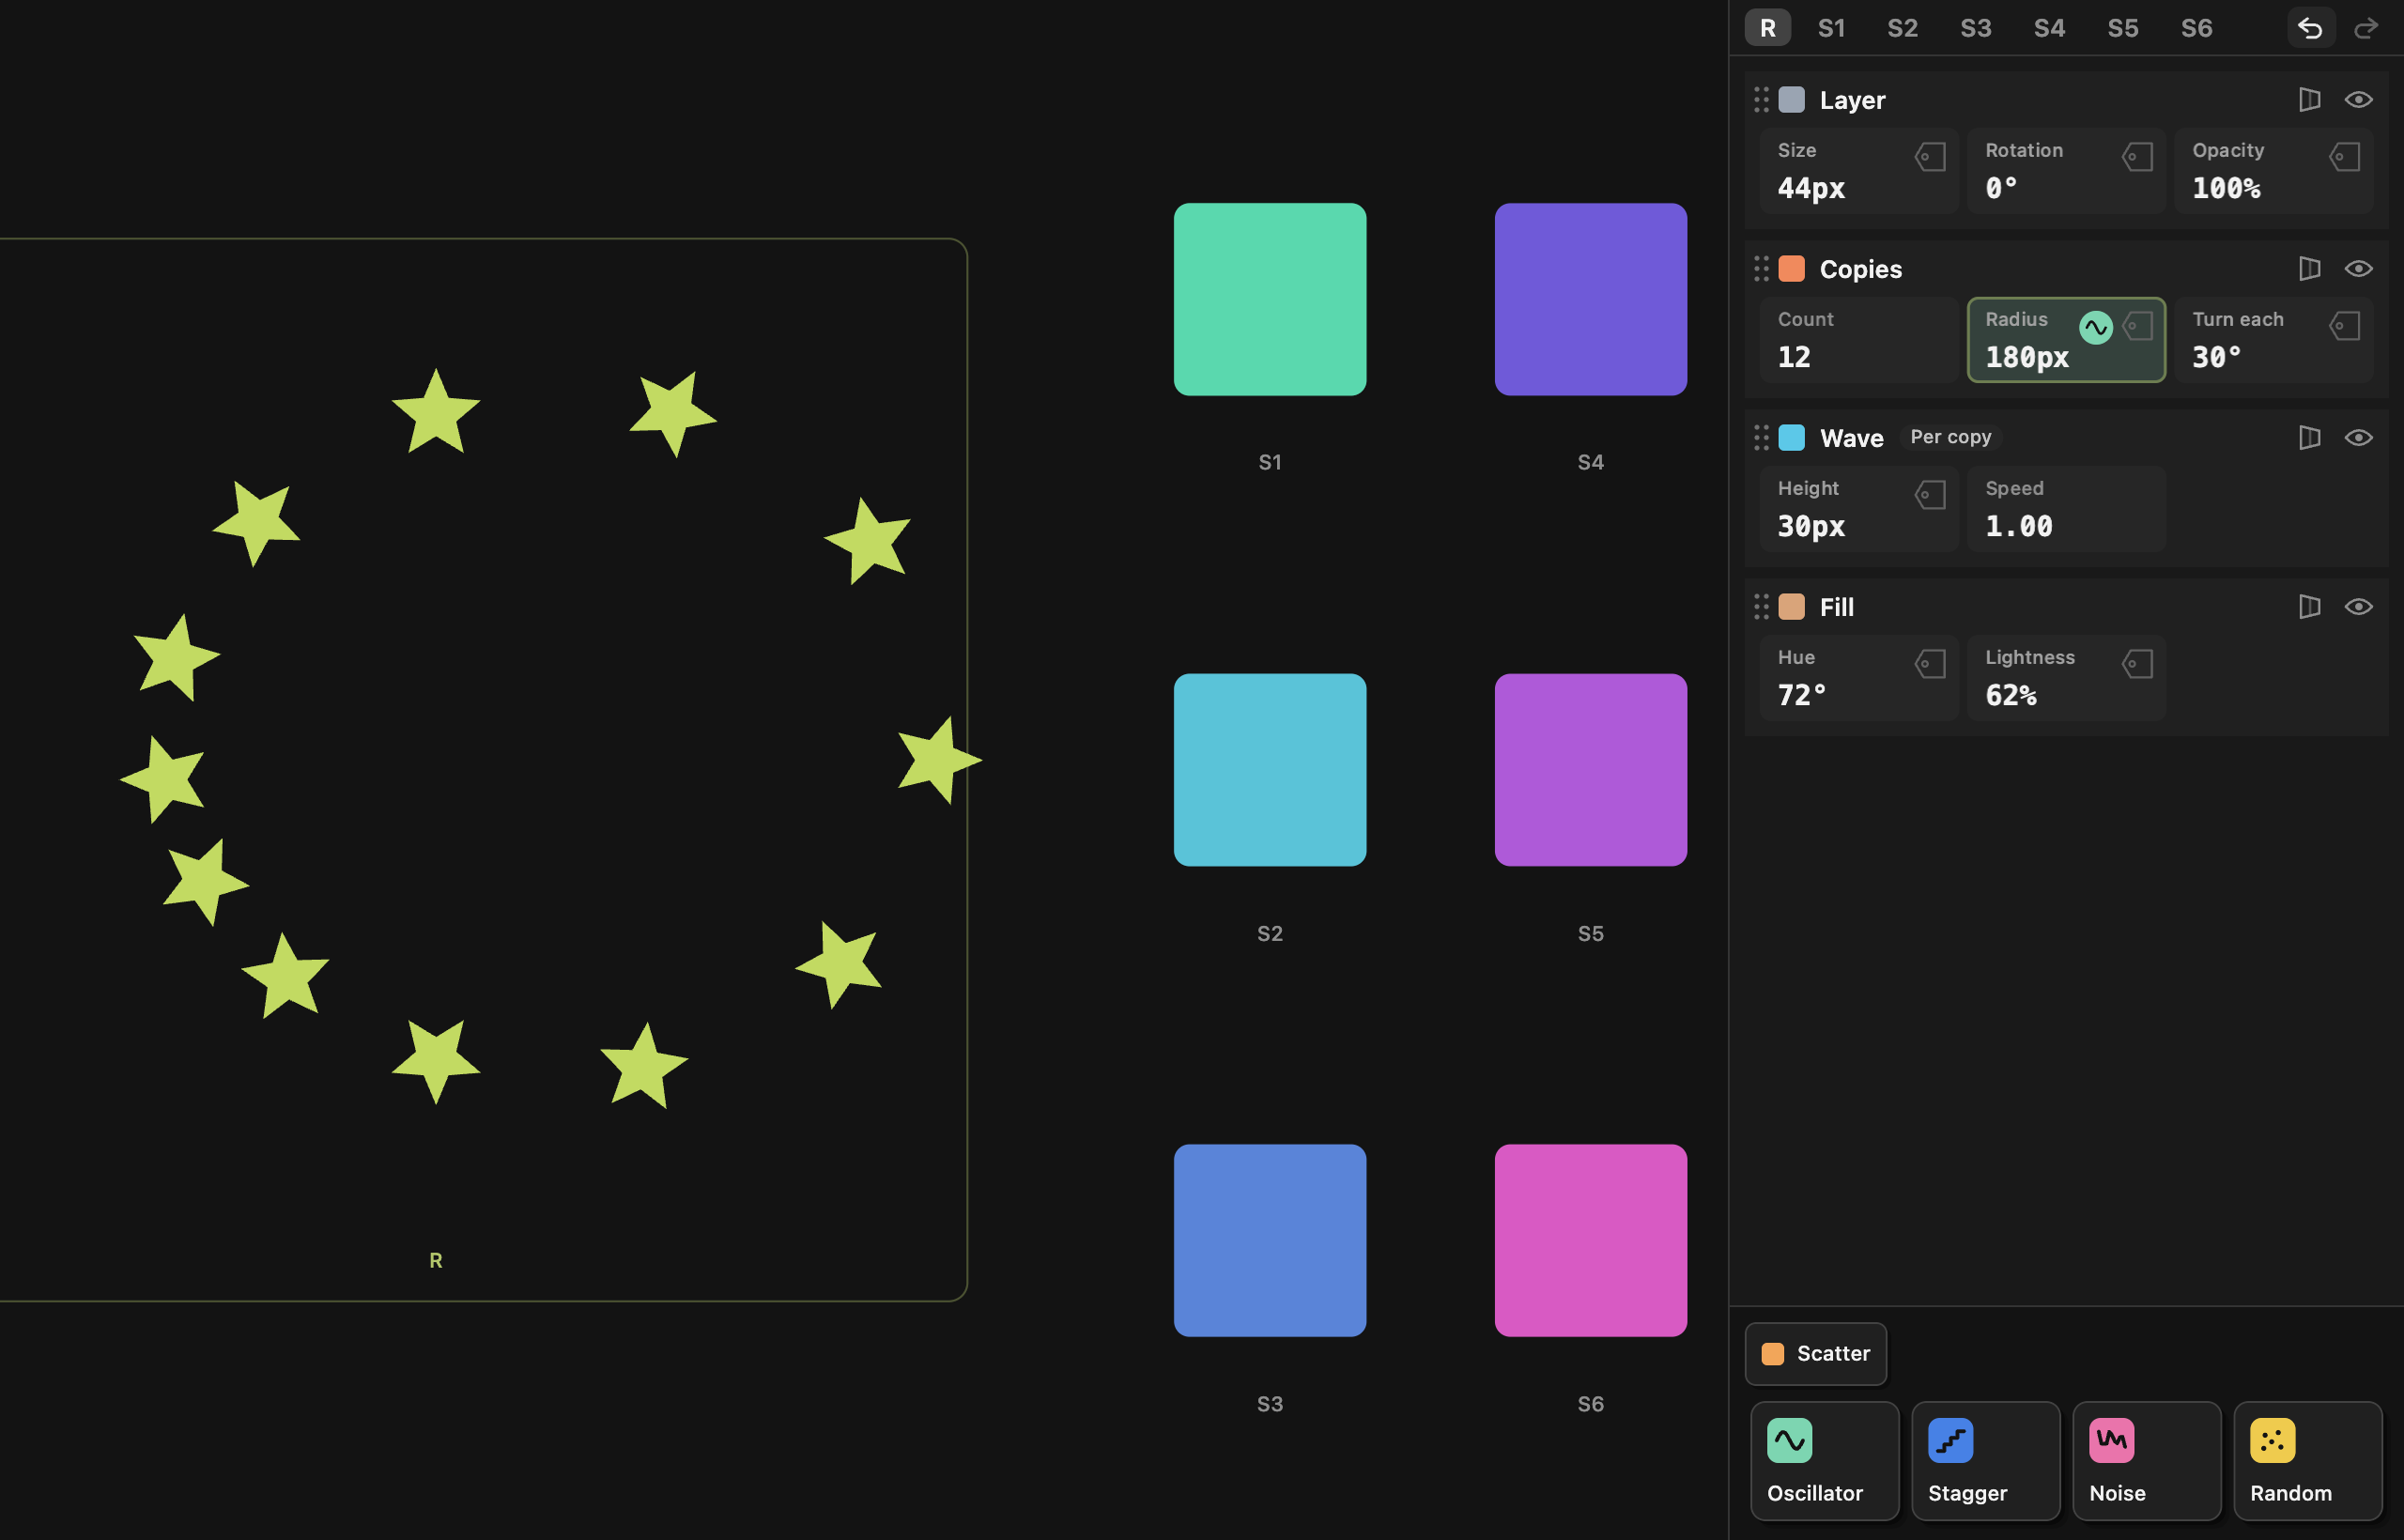 R S1 S2 S3 S4 S5 S6
Layer
Size Rotation Opacity
44px 0° 100%
Copies
Count Radius Turn each
12 180px 30°
Wave Per copy
Height Speed
30px 1.00
Fill
Hue Lightness
72° 62%
S1 S4
S2 S5
R
S3 S6
Scatter
Oscillator Stagger Noise Random